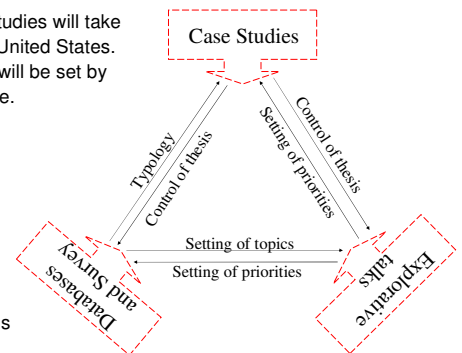 tudies will take
United States.
will be set by
e.
Case Studies
Typology
Control of thesis
Control of thesis
Setting of priorities
Setting of topics
Setting of priorities
Databases
and Survey
Explorative
talks
s